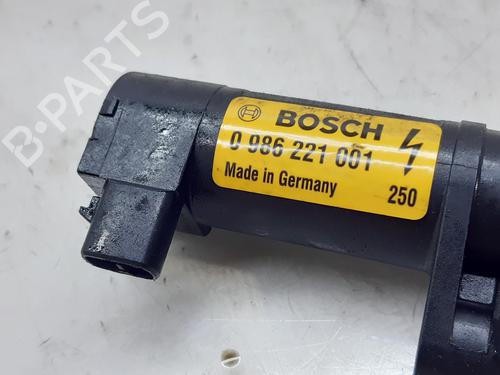 B-PARTS
BOSCH
0 986 221 001
Made in Germany
250